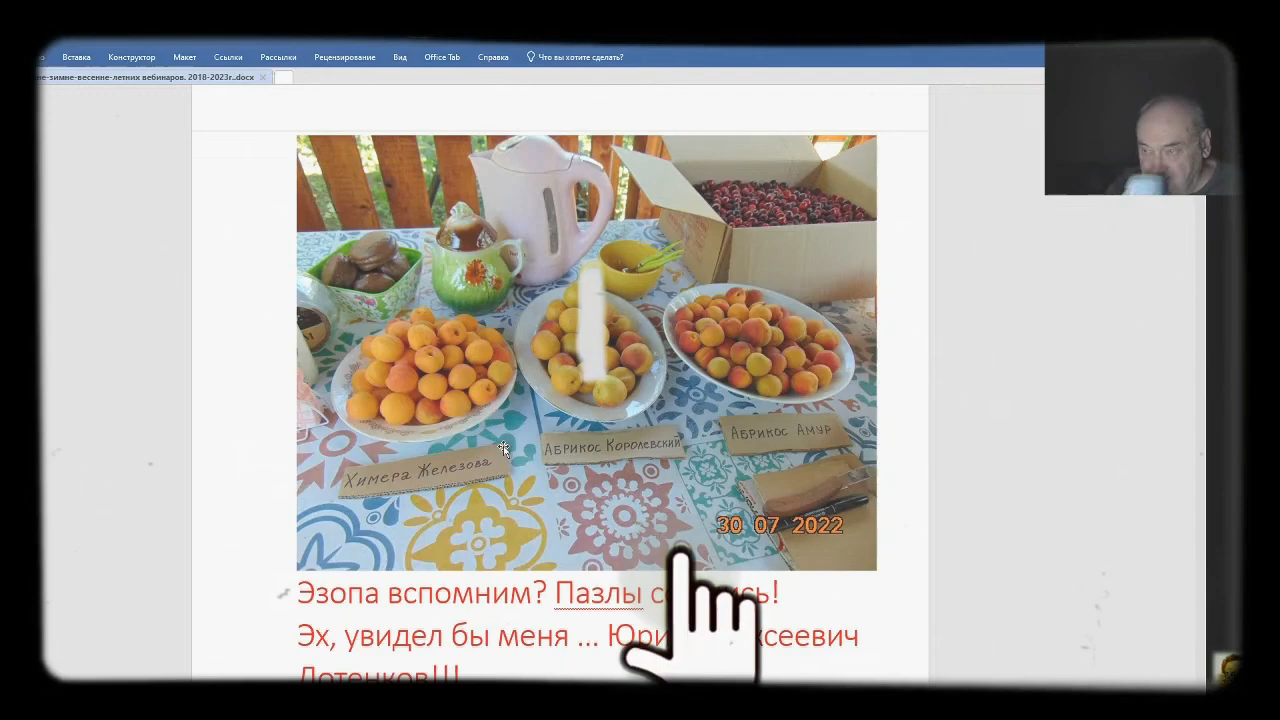 Вставка Конструктор Макет Ссылки Рассылки Рецензирование Вид Office Tab Справка Что вы хотите сделать?
не-зимне-весенне-летних вебинаров. 2018-2023г..docx
Химера Железова
Абрикос Королевский
Абрикос Амур
30 07 2022
Эзопа вспомним? Пазлы
Эх, увидел бы меня ...